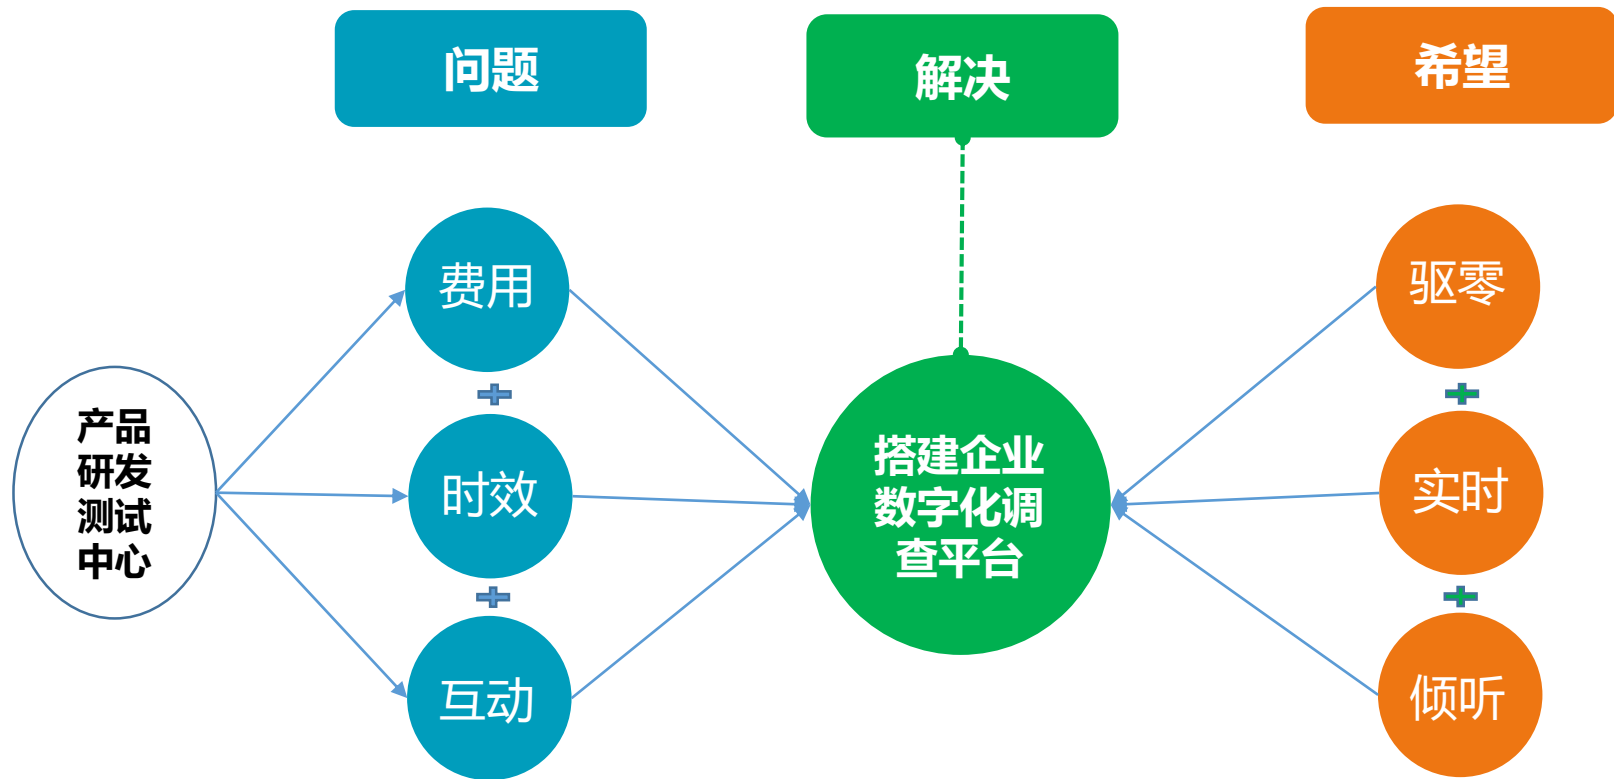 问题
解决
希望
产品
研发
测试
中心
费用
时效
互动
搭建企业
数字化调
查平台
驱零
实时
倾听